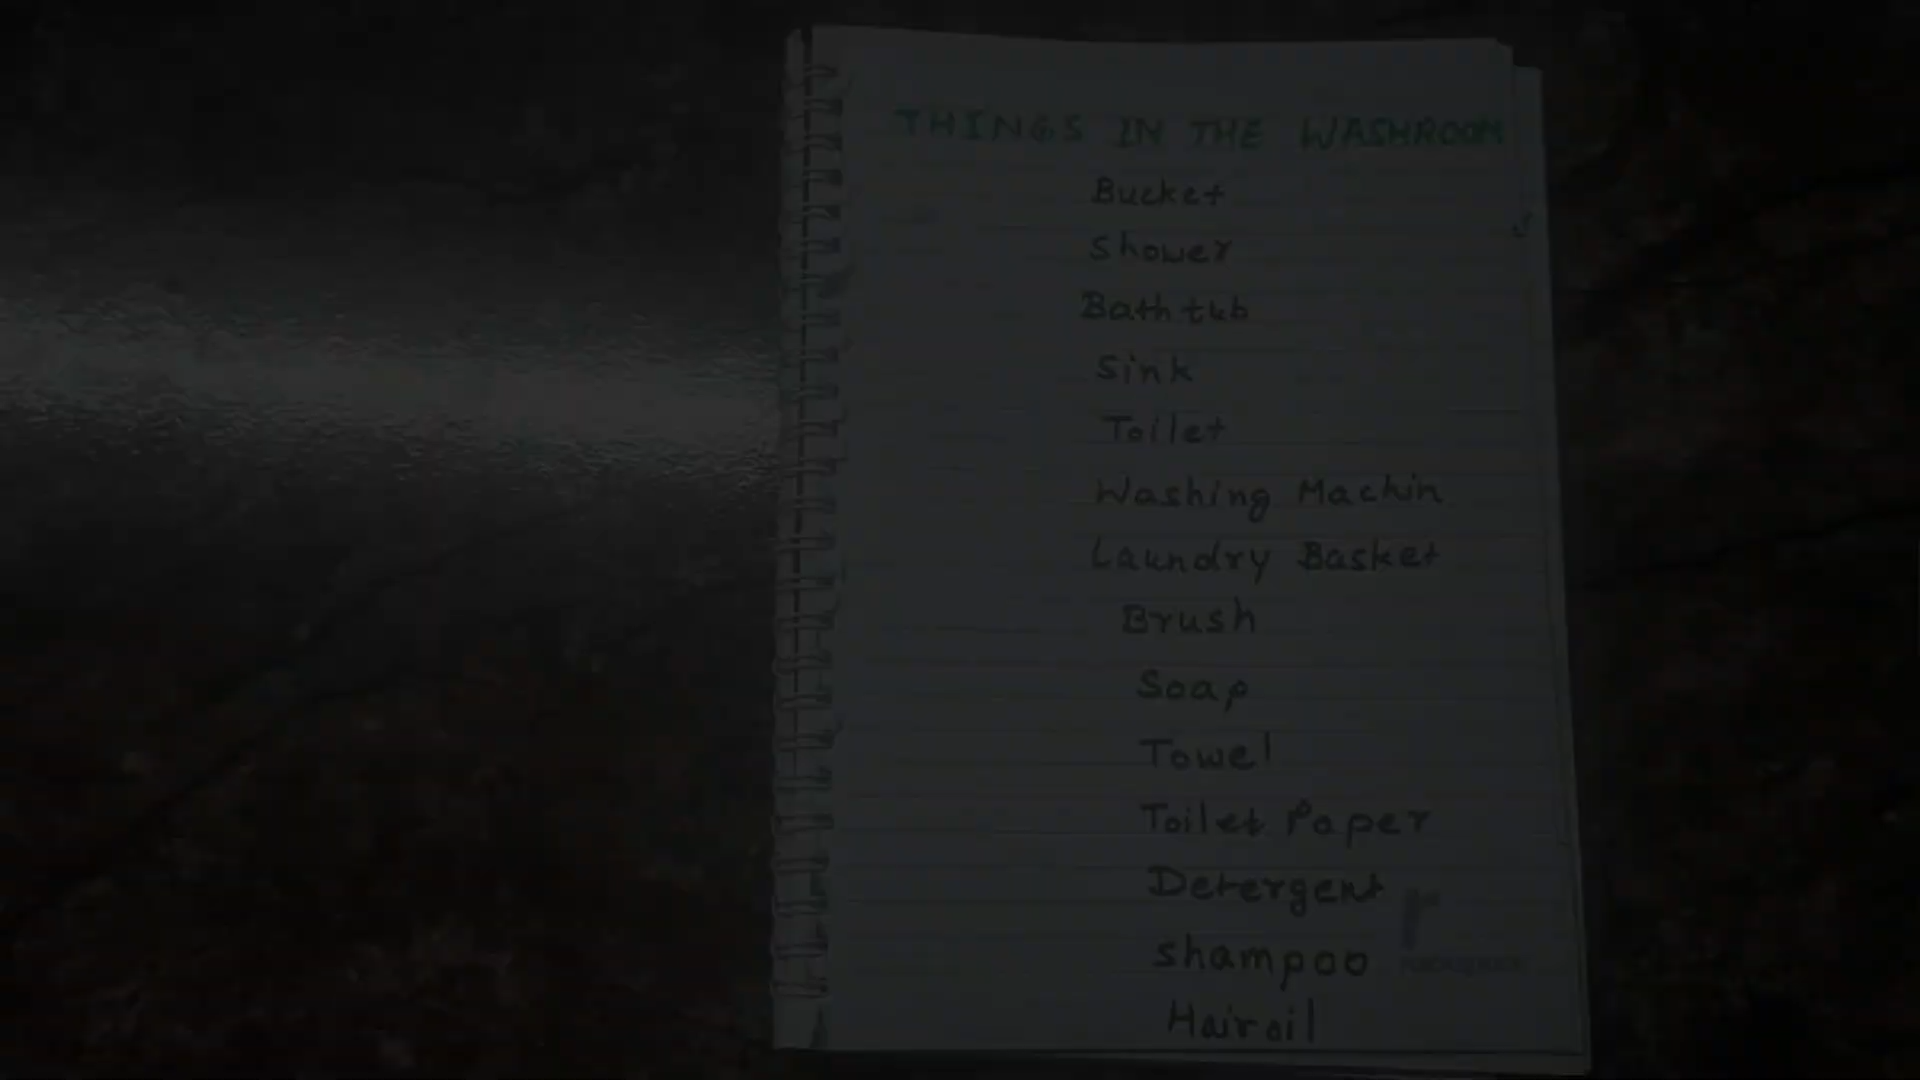 THINGS IN THE WASHROOM
Bucket
Shower
Bathtub
Sink
Toilet
Washing Machin
Laundry Basket
Brush
Soap
Towel
Toilet Paper
Detergent
Shampoo
Hairoil